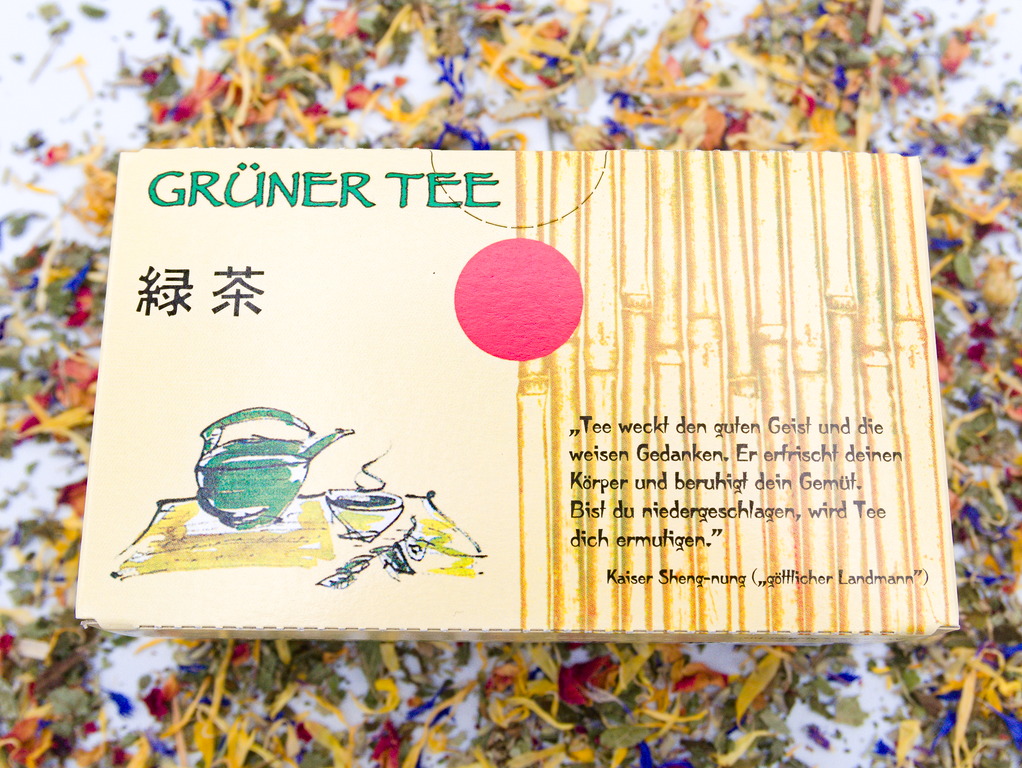 GRÜNER TEE
緑茶
„Tee weckt den guten Geist und die
weisen Gedanken. Er erfrischt deinen
Körper und beruhigt dein Gemüt.
Bist du niedergeschlagen, wird Tee
dich ermutigen.”
Kaiser Sheng-nung („göttlicher Landmann”)